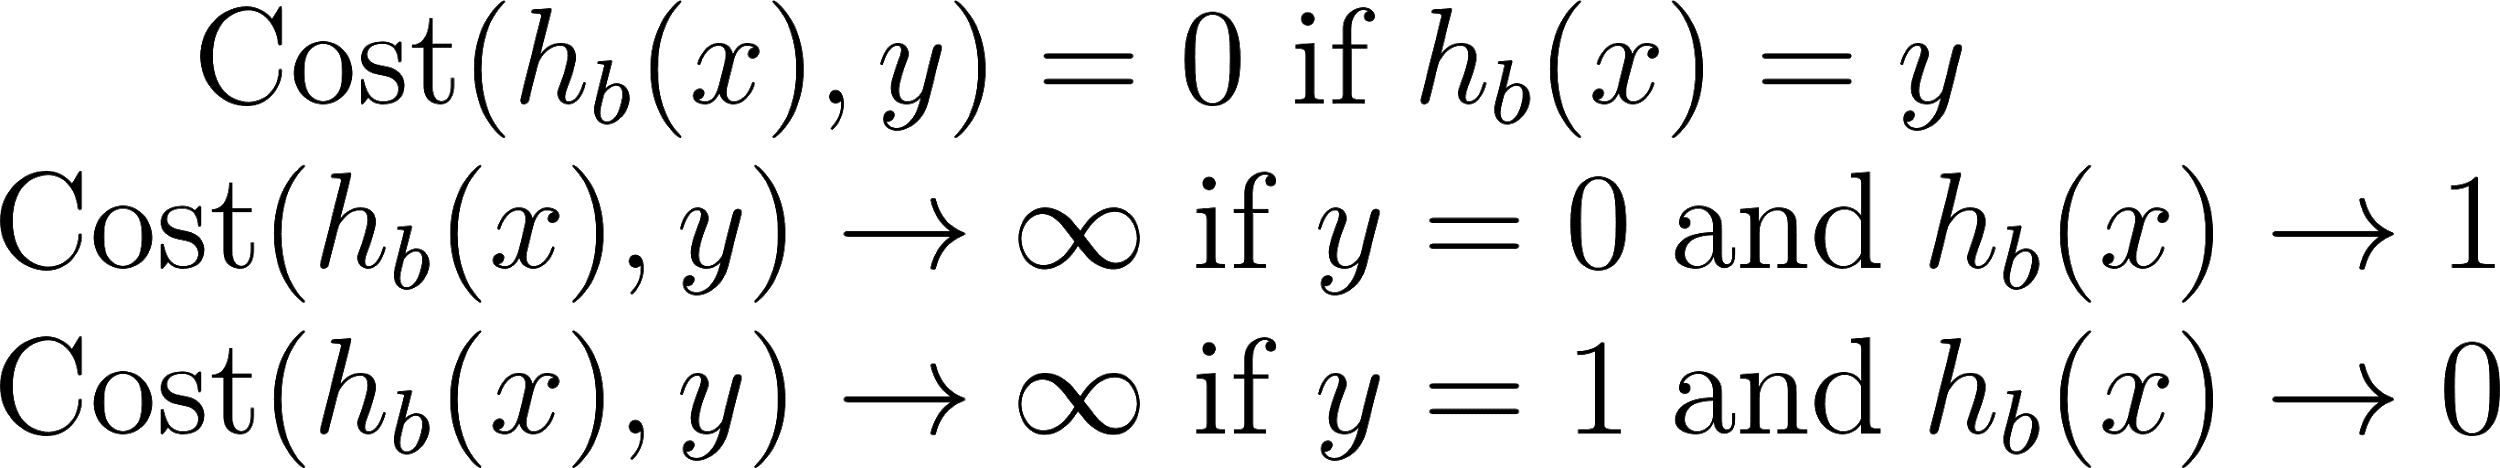 Cost(h_b(x), y) = 0 if h_b(x) = y
Cost(h_b(x), y) → ∞ if y = 0 and h_b(x) → 1
Cost(h_b(x), y) → ∞ if y = 1 and h_b(x) → 0